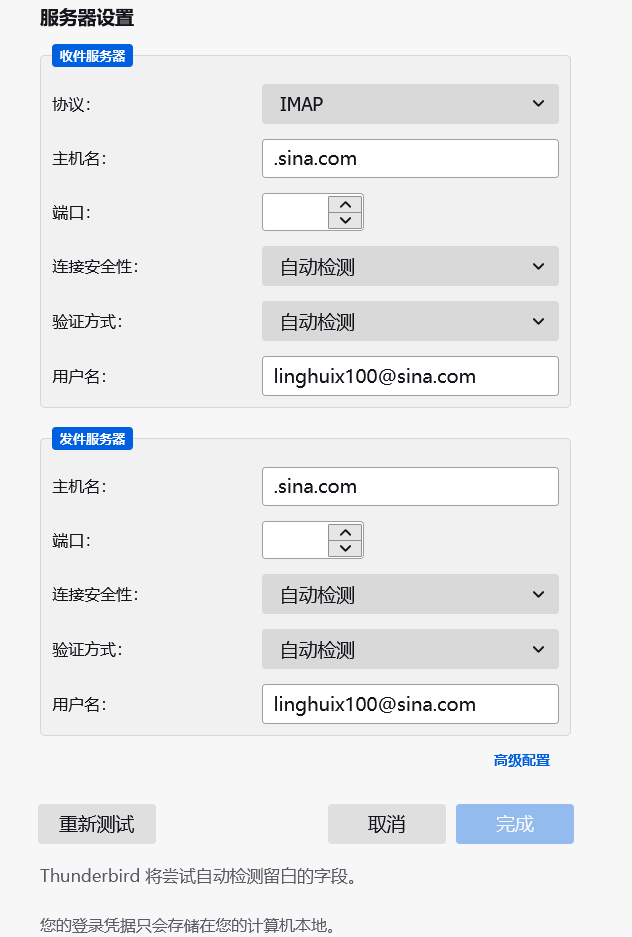 服务器设置
收件服务器
协议: IMAP
主机名: .sina.com
端口:
连接安全性: 自动检测
验证方式: 自动检测
用户名: linghuix100@sina.com
发件服务器
主机名: .sina.com
端口:
连接安全性: 自动检测
验证方式: 自动检测
用户名: linghuix100@sina.com
高级配置
重新测试 取消 完成
Thunderbird 将尝试自动检测留白的字段。
您的登录凭据只会存储在您的计算机本地。